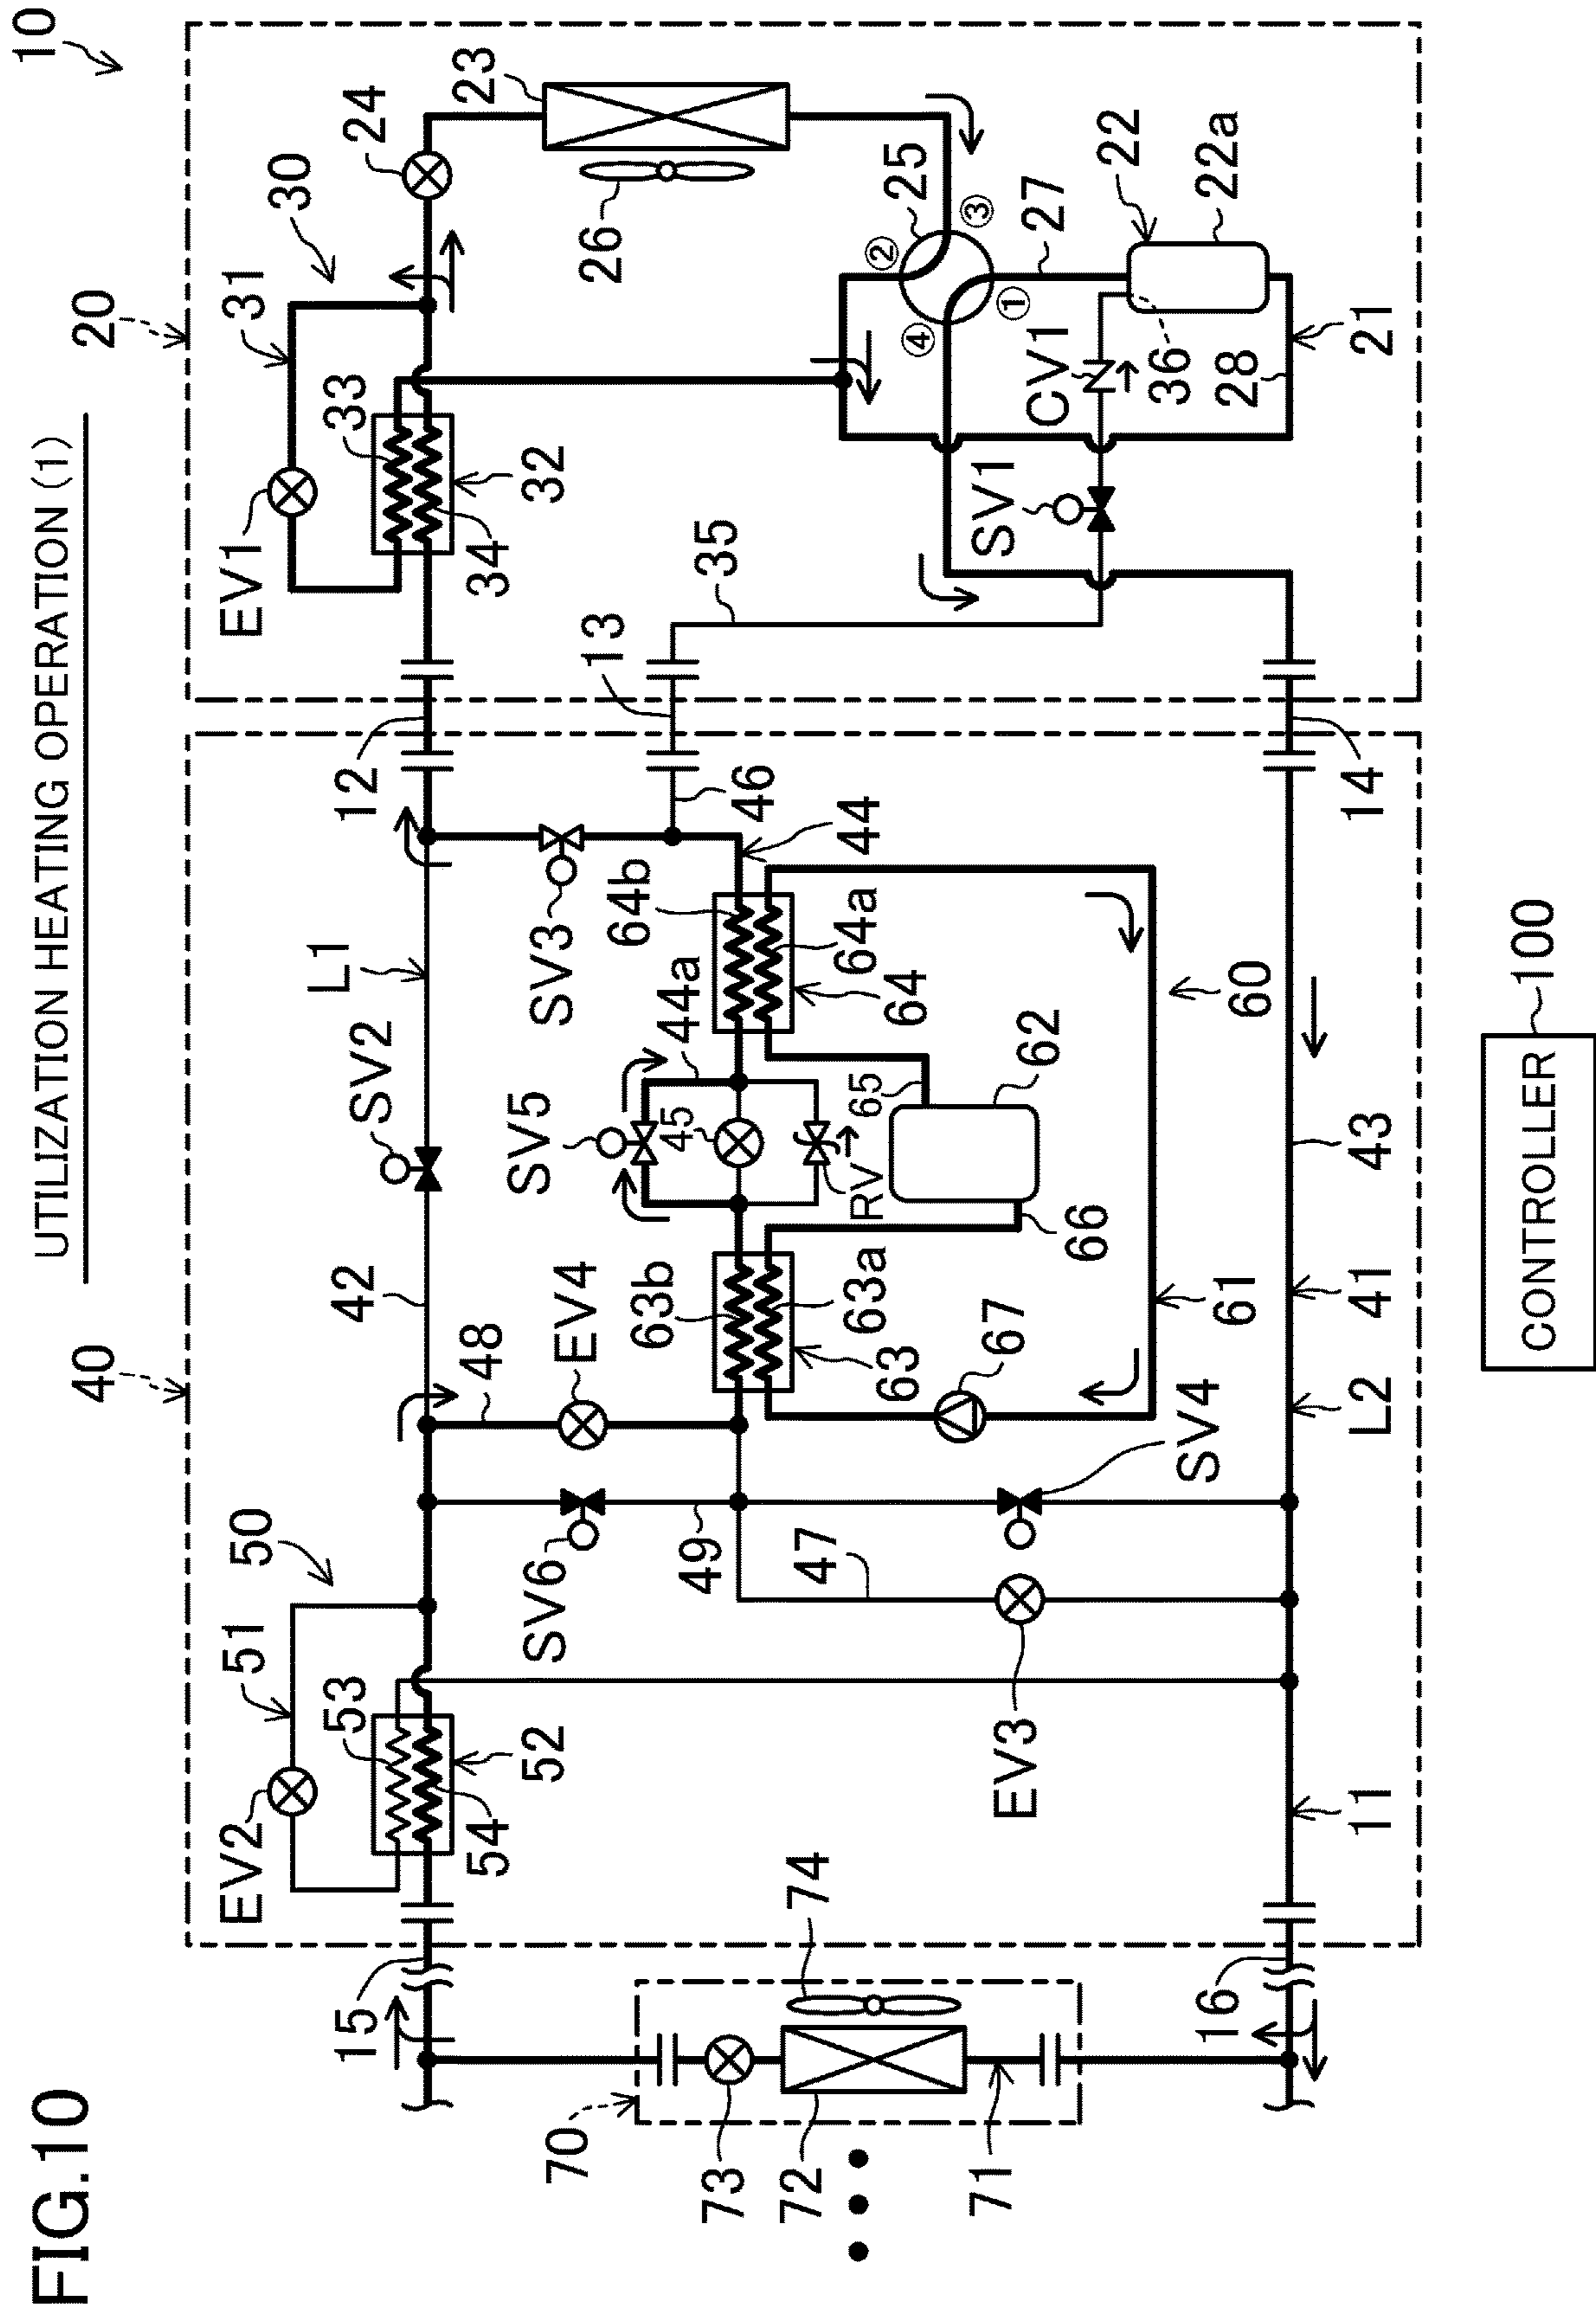 FIG.10
UTILIZATION HEATING OPERATION (1)
10
20
40
50
30
EV2
51
53
52
54
15
42
48
EV4
SV2
L1
12
EV1
31
33
32
34
24
23
26
SV6
49
47
63b
63a
63
SV5
44a
45
RV
65
SV3
64b
64a
64
44
46
13
35
25
②
③
④
①
27
22
22a
CV1
36
28
21
SV1
62
66
67
60
61
SV4
EV3
70
73
72
71
74
16
11
L2
41
43
14
CONTROLLER
100